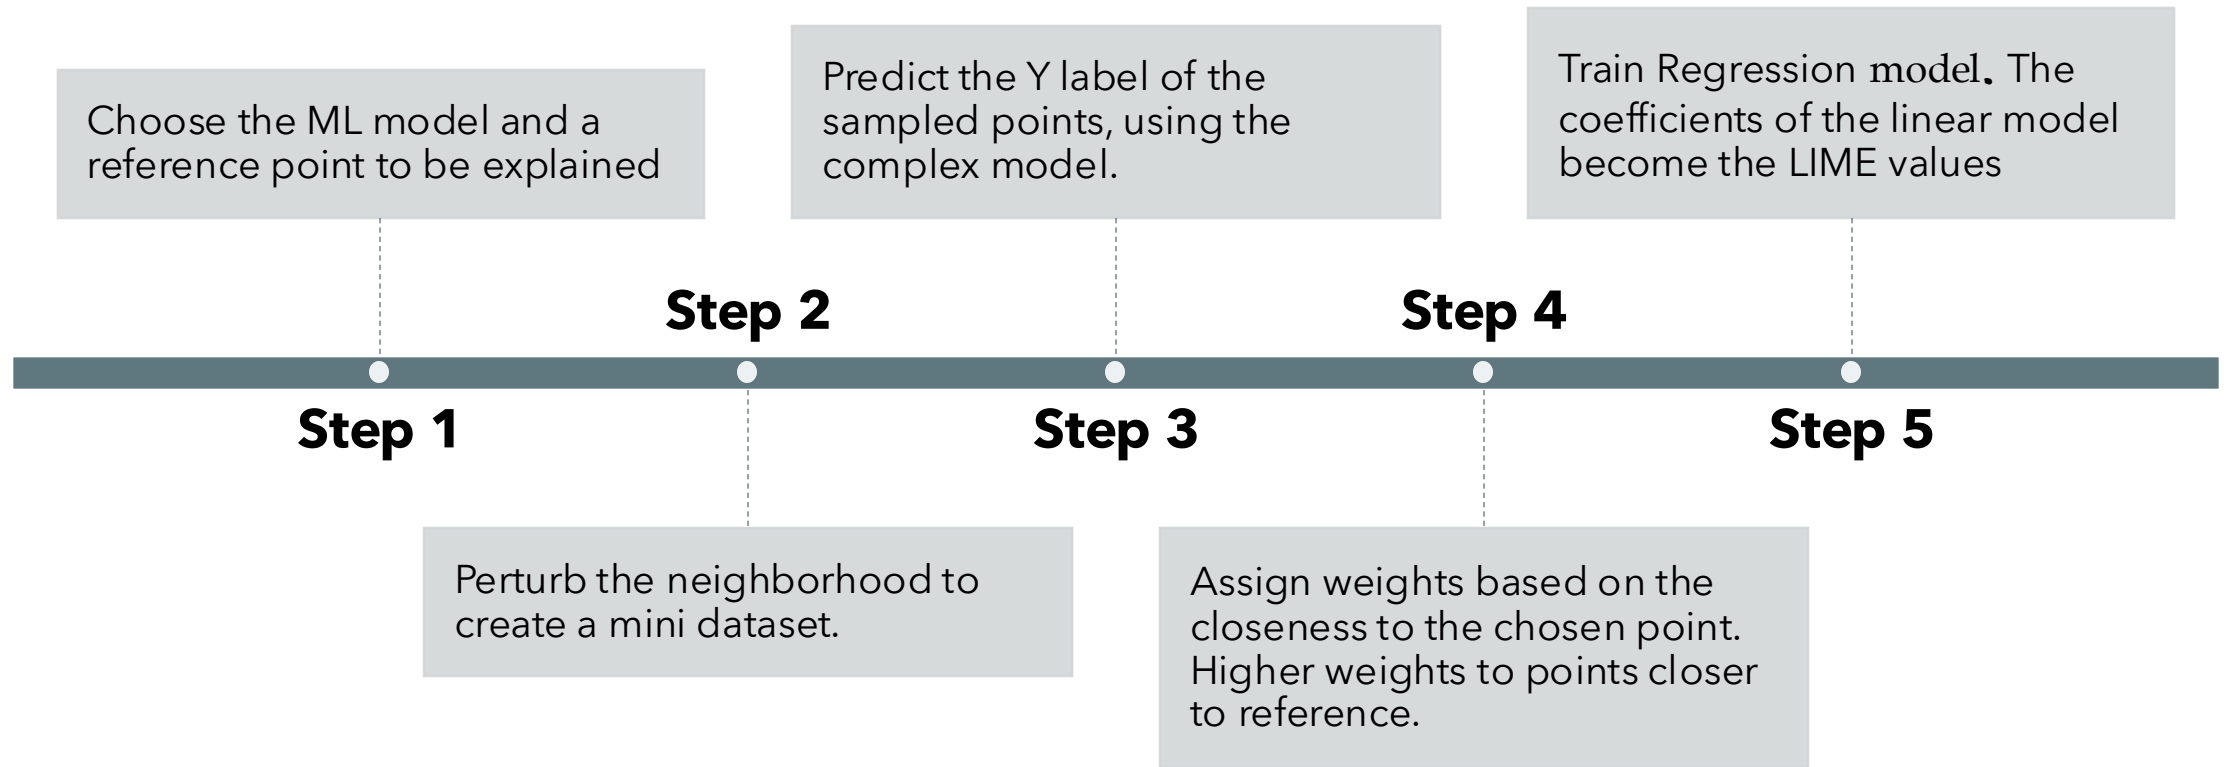 Choose the ML model and a
reference point to be explained
Step 1
Step 2
Perturb the neighborhood to
create a mini dataset.
Predict the Y label of the
sampled points, using the
complex model.
Step 3
Step 4
Assign weights based on the
closeness to the chosen point.
Higher weights to points closer
to reference.
Train Regression model. The
coefficients of the linear model
become the LIME values
Step 5